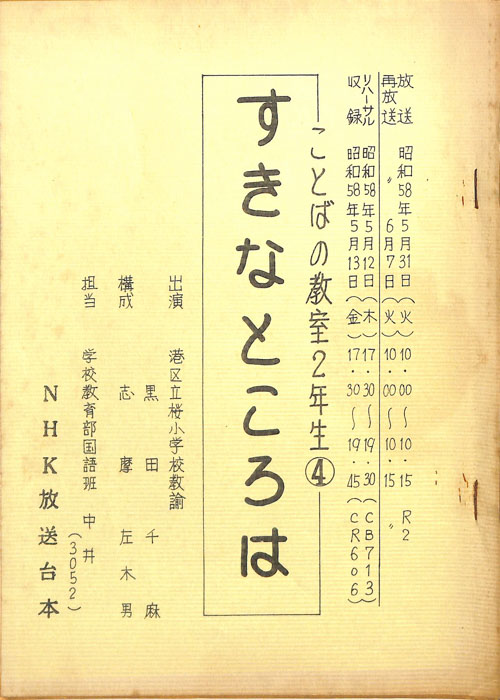 放送 昭和58年5月31日(火)10・00〜10・15 R2
再放送 〃 6月7日(火)10・00〜10・15 〃
リハーサル 昭和58年5月12日(木)17・30〜19・30(CB713)
収録 昭和58年5月13日(金)17・30〜19・45(CR606)
ことばの教室2年生④
すきなところは
出演 港区立桜小学校教諭
黒田千麻
構成 志摩左木男
担当 学校教育部国語班 中井
(3052)
NHK放送台本